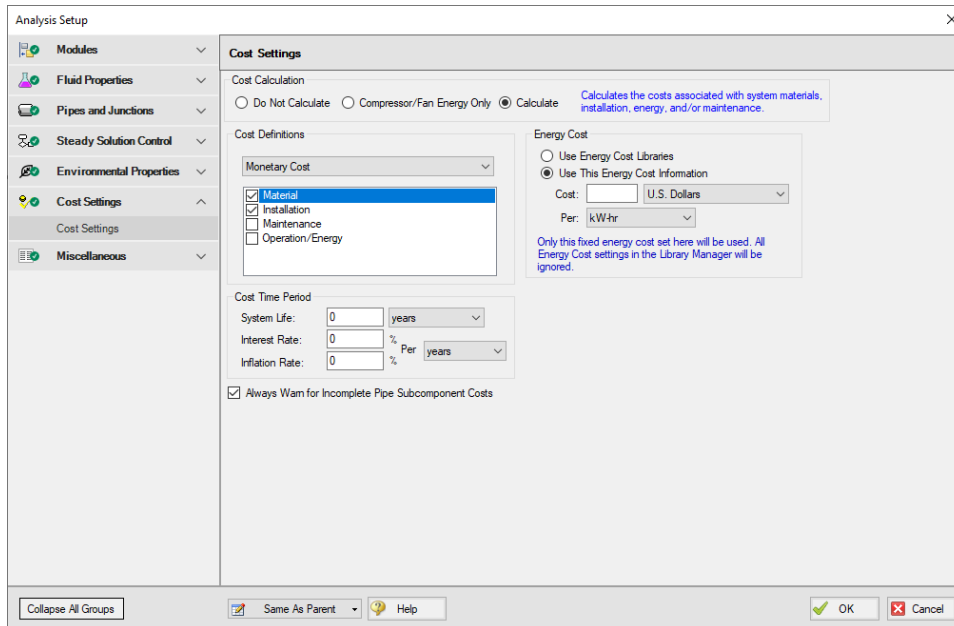 Analysis Setup
Modules
Fluid Properties
Pipes and Junctions
Steady Solution Control
Environmental Properties
Cost Settings
Cost Settings
Miscellaneous
Collapse All Groups
Cost Settings
Cost Calculation
Do Not Calculate
Compressor/Fan Energy Only
Calculate
Calculates the costs associated with system materials,
installation, energy, and/or maintenance.
Cost Definitions
Monetary Cost
Material
Installation
Maintenance
Operation/Energy
Energy Cost
Use Energy Cost Libraries
Use This Energy Cost Information
Cost: U.S. Dollars
Per: kW-hr
Only this fixed energy cost set here will be used. All
Energy Cost settings in the Library Manager will be
ignored.
Cost Time Period
System Life: 0 years
Interest Rate: 0 %
Per years
Inflation Rate: 0 %
Always Warn for Incomplete Pipe Subcomponent Costs
Same As Parent
Help
OK
Cancel